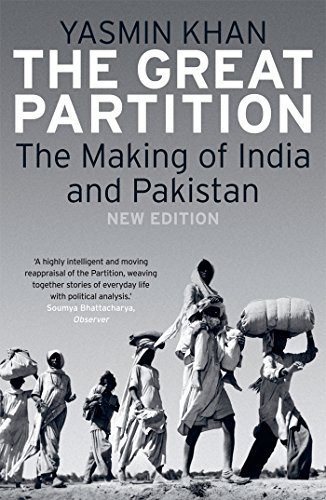 YASMIN KHAN
THE GREAT
PARTITION
The Making of India
and Pakistan
NEW EDITION
‘A highly intelligent and moving
reappraisal of the Partition, weaving
together stories of everyday life
with political analysis.’
Soumya Bhattacharya,
Observer